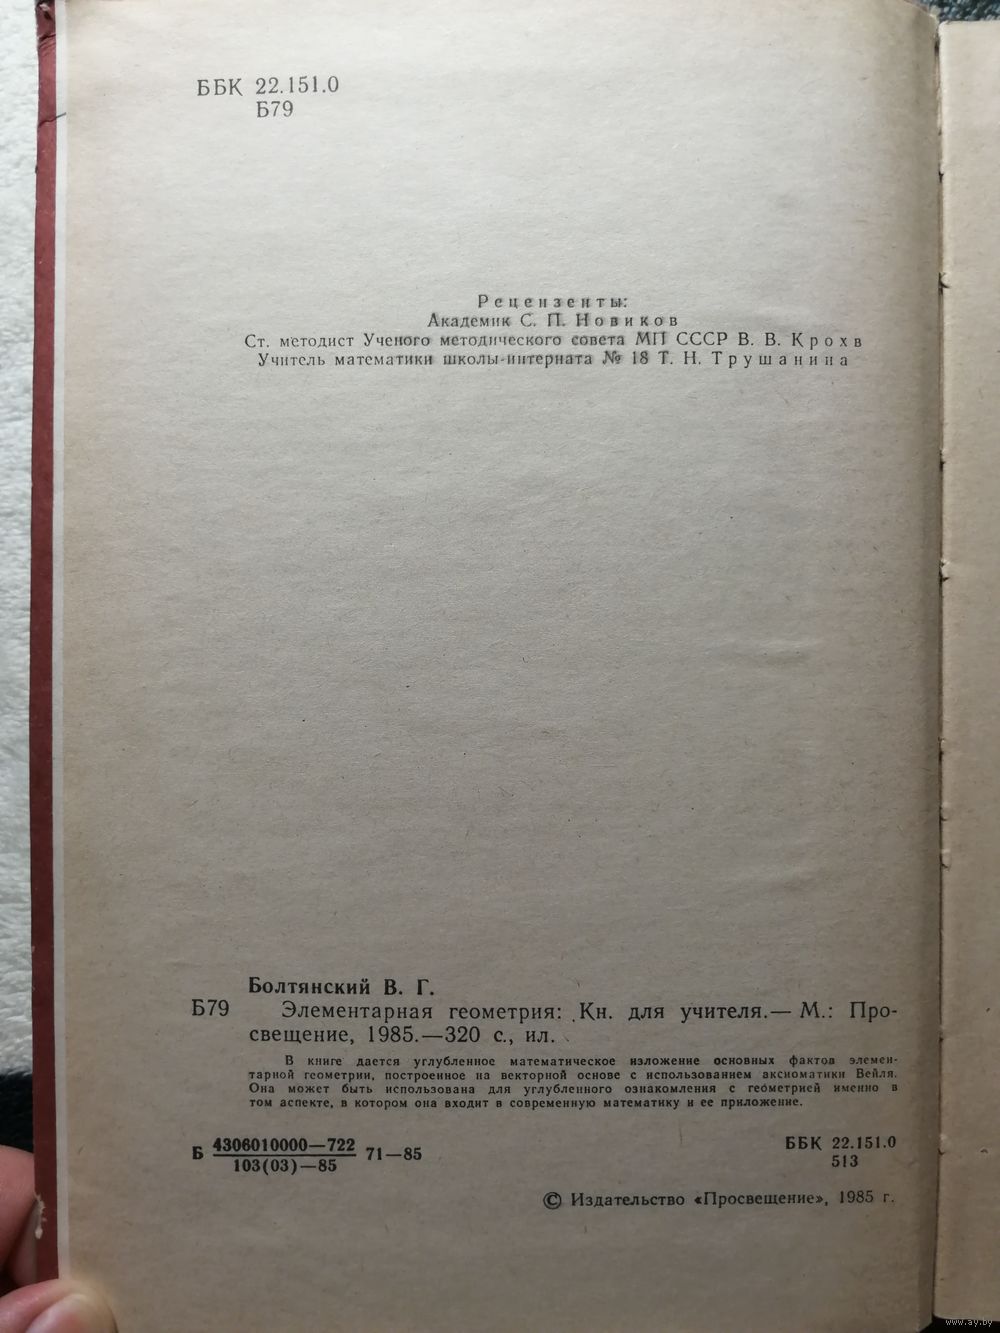 ББК 22.151.0
Б79
Рецензенты:
Академик С. П. Новиков
Ст. методист Ученого методического совета МП СССР В. В. Крохв
Учитель математики школы-интерната № 18 Т. Н. Трушанина
Болтянский В. Г.
Б79 Элементарная геометрия: Кн. для учителя.— М.: Про-
свещение, 1985.—320 с., ил.
В книге дается углубленное математическое изложение основных фактов элемен-
тарной геометрии, построенное на векторной основе с использованием аксиоматики Вейля.
Она может быть использована для углубленного ознакомления с геометрией именно в
том аспекте, в котором она входит в современную математику и ее приложение.
Б 4306010000—722 71—85
103(03)—85
ББК 22.151.0
513
© Издательство «Просвещение», 1985 г.
www.ay.by